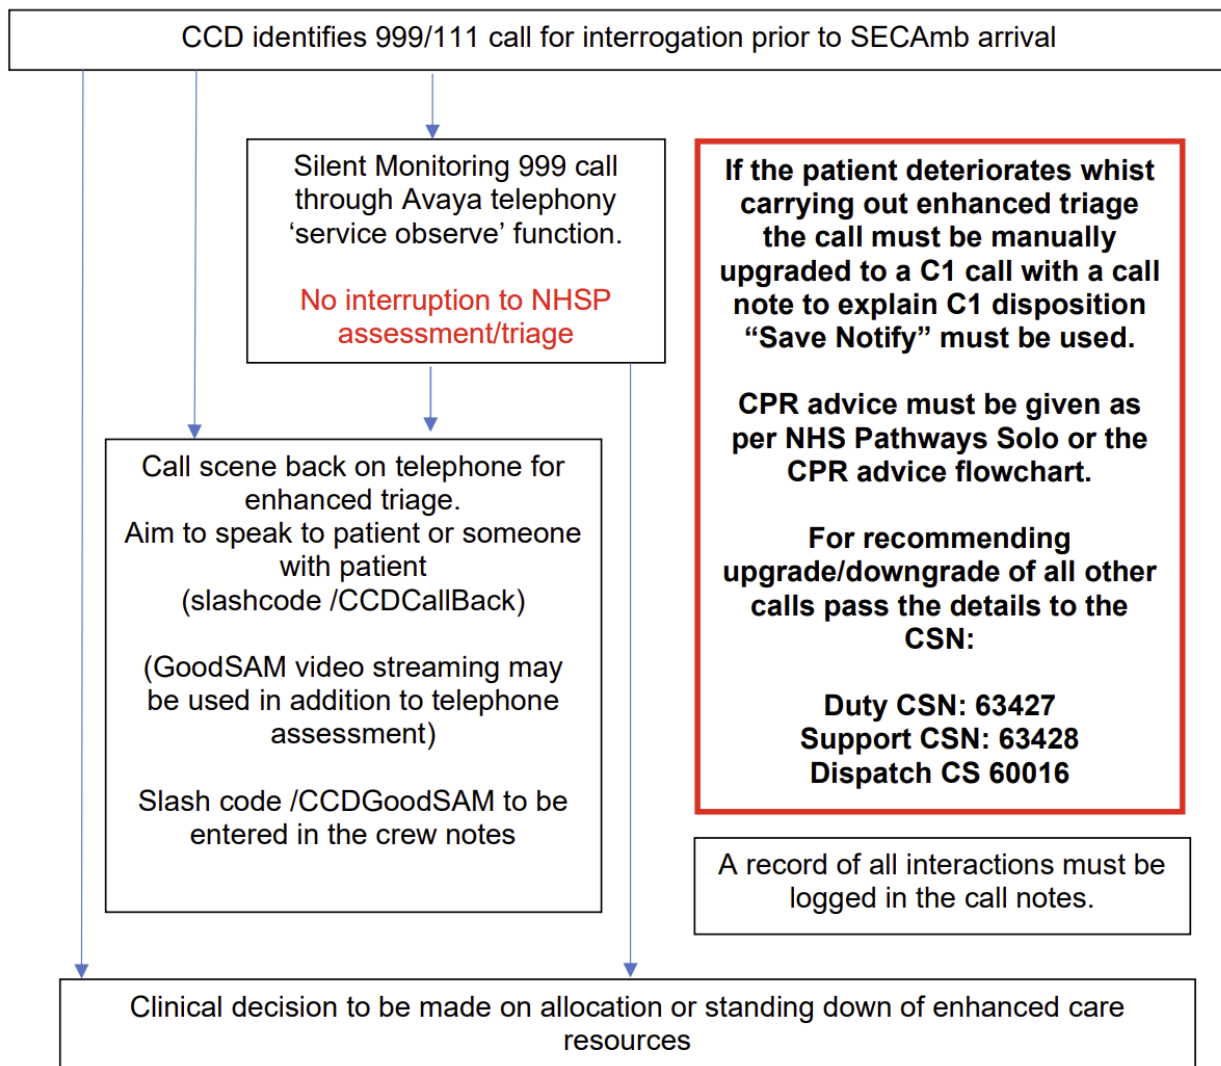 CCD identifies 999/111 call for interrogation prior to SECAmb arrival
Silent Monitoring 999 call
through Avaya telephony
‘service observe’ function.
No interruption to NHSP
assessment/triage
Call scene back on telephone for
enhanced triage.
Aim to speak to patient or someone
with patient
(slashcode /CCDCallBack)
(GoodSAM video streaming may
be used in addition to telephone
assessment)
Slash code /CCDGoodSAM to be
entered in the crew notes
If the patient deteriorates whist
carrying out enhanced triage
the call must be manually
upgraded to a C1 call with a call
note to explain C1 disposition
“Save Notify” must be used.
CPR advice must be given as
per NHS Pathways Solo or the
CPR advice flowchart.
For recommending
upgrade/downgrade of all other
calls pass the details to the
CSN:
Duty CSN: 63427
Support CSN: 63428
Dispatch CS 60016
A record of all interactions must be
logged in the call notes.
Clinical decision to be made on allocation or standing down of enhanced care
resources